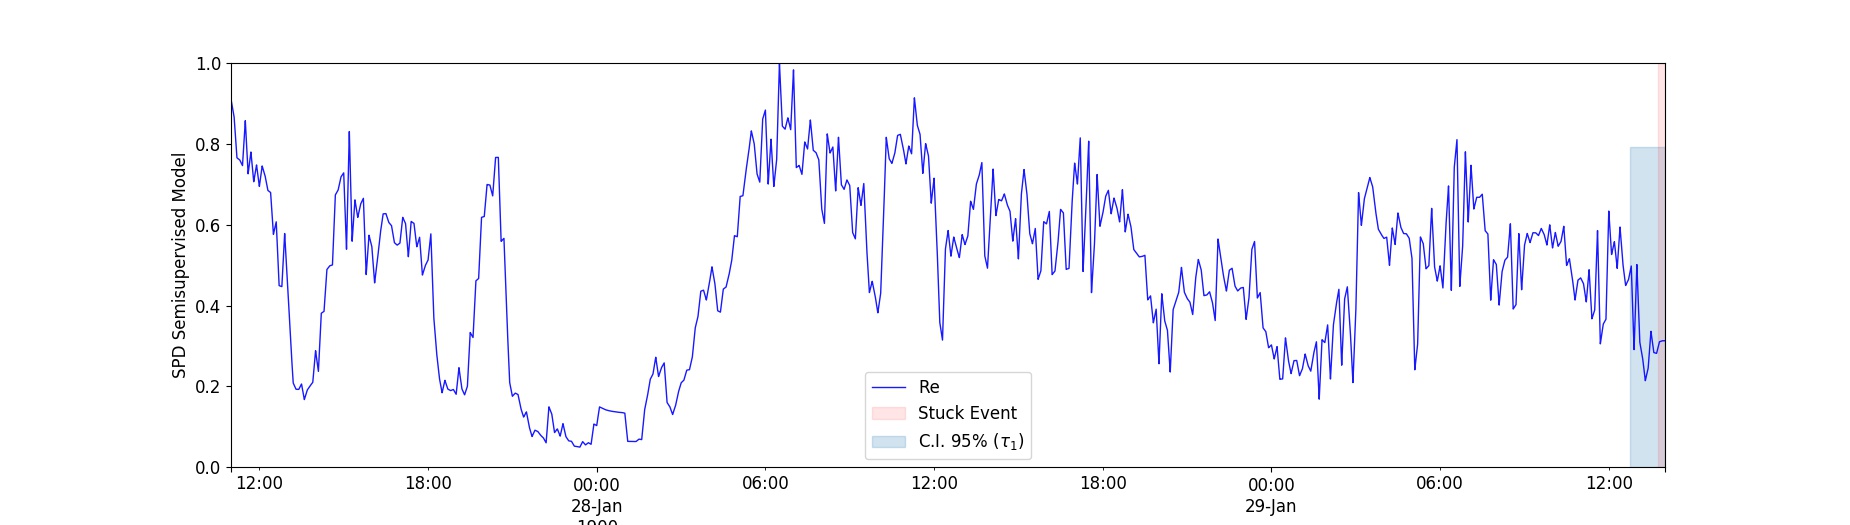 SPD Semisupervised Model
1.0
0.8
0.6
0.4
0.2
0.0
Re
Stuck Event
C.I. 95% (τ₁)
12:00 18:00 00:00 06:00 12:00 18:00 00:00 06:00 12:00
28-Jan 29-Jan
1900